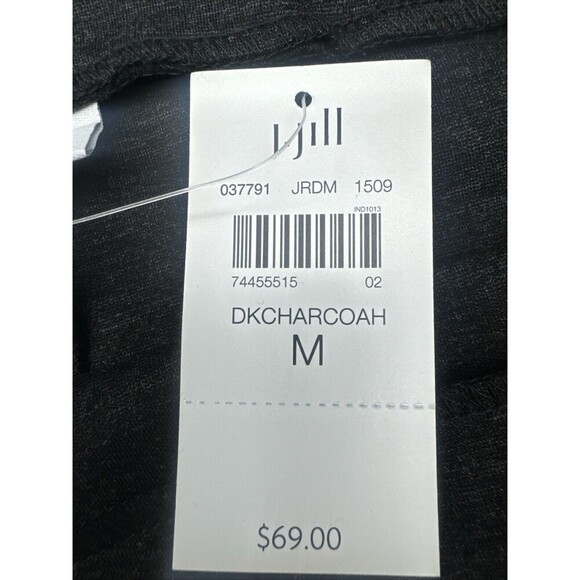 j.jill
037791 JRDM 1509
IND1013
74455515 02
DKCHARCOAH
M
$69.00